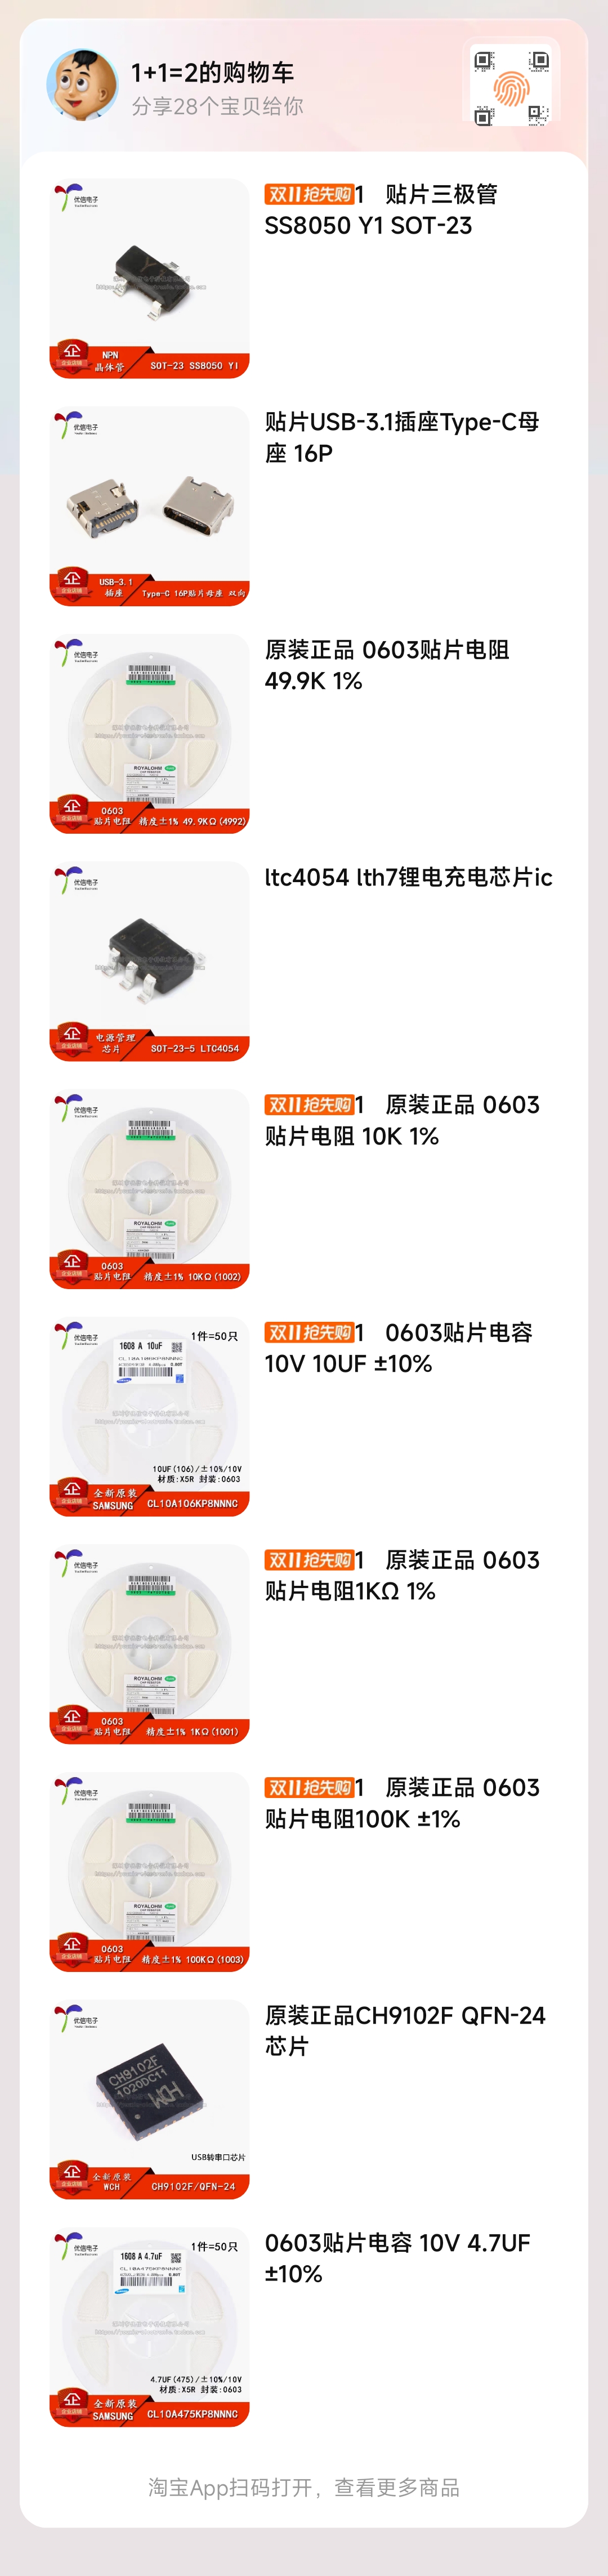 1+1=2的购物车
分享28个宝贝给你
优信电子
NPN
晶体管
SOT-23 SS8050 Y1
企
企业店铺
双11抢先购1 贴片三极管
SS8050 Y1 SOT-23
优信电子
USB-3.1
插座
Type-C 16P贴片母座 双向
企
企业店铺
贴片USB-3.1插座Type-C母
座 16P
优信电子
ROYALOHM
0603
贴片电阻
精度±1% 49.9KΩ(4992)
企
企业店铺
原装正品 0603贴片电阻
49.9K 1%
优信电子
电源管理
芯片
SOT-23-5 LTC4054
企
企业店铺
ltc4054 lth7锂电充电芯片ic
优信电子
ROYALOHM
0603
贴片电阻
精度±1% 10KΩ(1002)
企
企业店铺
双11抢先购1 原装正品 0603
贴片电阻 10K 1%
优信电子
1件=50只
1608 A 10uF
10UF(106)/±10%/10V
材质:X5R 封装:0603
全新原装
SAMSUNG
CL10A106KP8NNNC
企
企业店铺
双11抢先购1 0603贴片电容
10V 10UF ±10%
优信电子
ROYALOHM
0603
贴片电阻
精度±1% 1KΩ(1001)
企
企业店铺
双11抢先购1 原装正品 0603
贴片电阻1KΩ 1%
优信电子
ROYALOHM
0603
贴片电阻
精度±1% 100KΩ(1003)
企
企业店铺
双11抢先购1 原装正品 0603
贴片电阻100K ±1%
优信电子
CH9102F
1020DC11
WCH
USB转串口芯片
全新原装
WCH
CH9102F/QFN-24
企
企业店铺
原装正品CH9102F QFN-24
芯片
优信电子
1件=50只
1608 A 4.7uF
4.7UF(475)/±10%/10V
材质:X5R 封装:0603
全新原装
SAMSUNG
CL10A475KP8NNNC
企
企业店铺
0603贴片电容 10V 4.7UF
±10%
淘宝App扫码打开，查看更多商品